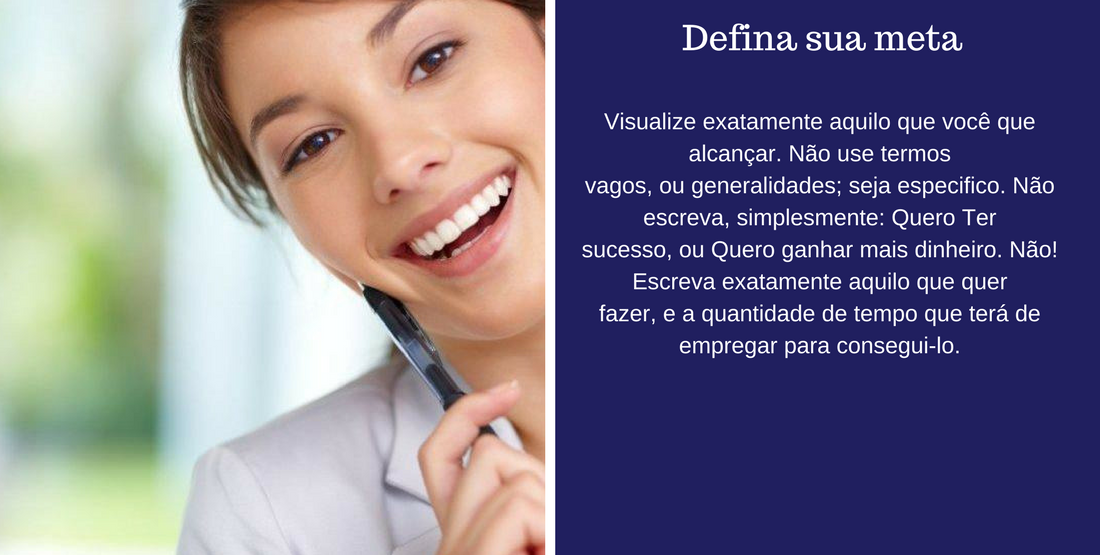 Defina sua meta
Visualize exatamente aquilo que você que
alcançar. Não use termos
vagos, ou generalidades; seja especifico. Não
escreva, simplesmente: Quero Ter
sucesso, ou Quero ganhar mais dinheiro. Não!
Escreva exatamente aquilo que quer
fazer, e a quantidade de tempo que terá de
empregar para consegui-lo.